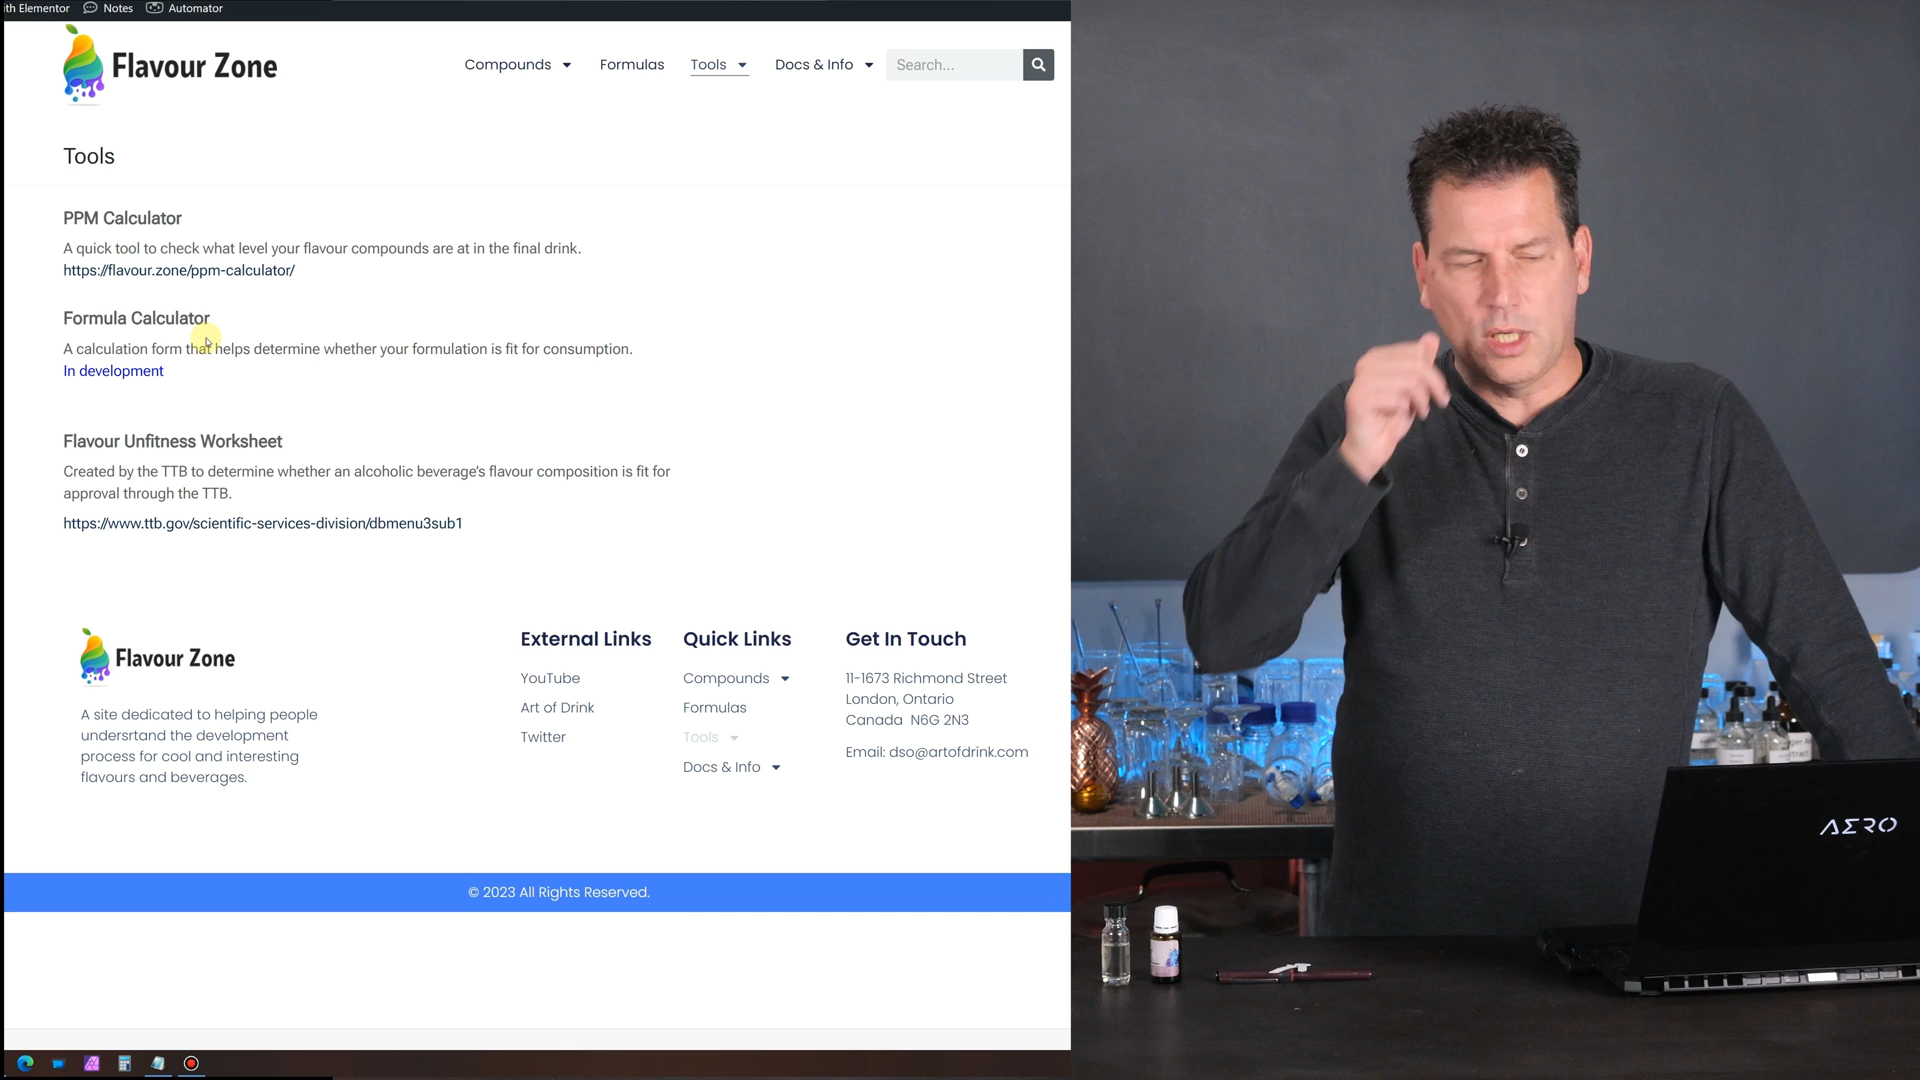 ith Elementor Notes Automator
Flavour Zone
Compounds Formulas Tools Docs & Info Search...
Tools
PPM Calculator
A quick tool to check what level your flavour compounds are at in the final drink.
https://flavour.zone/ppm-calculator/
Formula Calculator
A calculation form that helps determine whether your formulation is fit for consumption.
In development
Flavour Unfitness Worksheet
Created by the TTB to determine whether an alcoholic beverage's flavour composition is fit for
approval through the TTB.
https://www.ttb.gov/scientific-services-division/dbmenu3sub1
Flavour Zone
A site dedicated to helping people
undersrtand the development
process for cool and interesting
flavours and beverages.
External Links
YouTube
Art of Drink
Twitter
Quick Links
Compounds
Formulas
Tools
Docs & Info
Get In Touch
11-1673 Richmond Street
London, Ontario
Canada N6G 2N3
Email: dso@artofdrink.com
© 2023 All Rights Reserved.
AERO